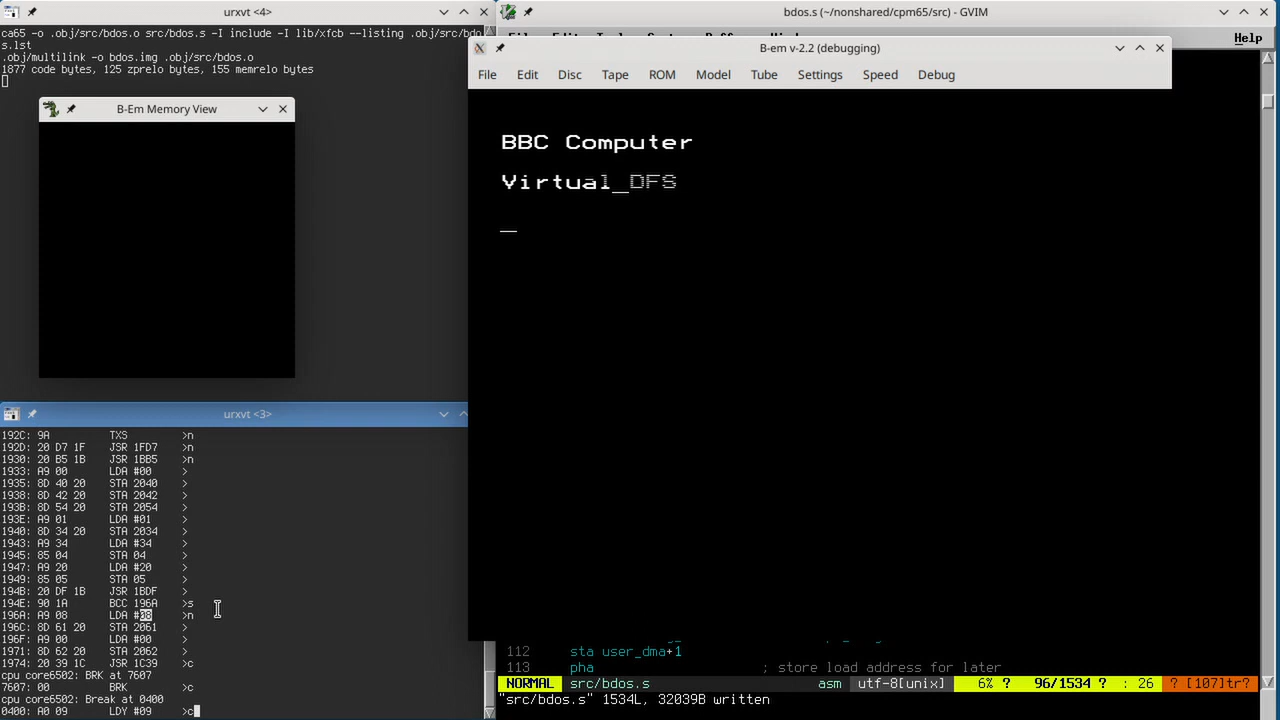 urxvt <4>
ca65 -o .obj/src/bdos.o src/bdos.s -I include -I lib/xfcb --listing .obj/src/bdo
s.lst
.obj/multilink -o bdos.img .obj/src/bdos.o
1877 code bytes, 125 zprelo bytes, 155 memrelo bytes
B-Em Memory View
urxvt <3>
192C: 9A TXS >n
192D: 20 D7 1F JSR 1FD7 >n
1930: 20 B5 1B JSR 1BB5 >n
1933: A9 00 LDA #00 >
1935: 8D 40 20 STA 2040 >
1938: 8D 42 20 STA 2042 >
193B: 8D 54 20 STA 2054 >
193E: A9 01 LDA #01 >
1940: 8D 34 20 STA 2034 >
1943: A9 34 LDA #34 >
1945: 85 04 STA 04 >
1947: A9 20 LDA #20 >
1949: 85 05 STA 05 >
194B: 20 DF 1B JSR 1BDF >
194E: 90 1A BCC 196A >s
196A: A9 08 LDA #08 >n
196C: 8D 61 20 STA 2061 >
196F: A9 00 LDA #00 >
1971: 8D 62 20 STA 2062 >
1974: 20 39 1C JSR 1C39 >c
cpu core6502: BRK at 7607
7607: 00 BRK >c
cpu core6502: Break at 0400
0400: A0 09 LDY #09 >c
bdos.s (~/nonshared/cpm65/src) - GVIM
Help
B-em v-2.2 (debugging)
File Edit Disc Tape ROM Model Tube Settings Speed Debug
BBC Computer
Virtual_DFS
_
112 sta user_dma+1
113 pha ; store load address for later
NORMAL src/bdos.s asm utf-8[unix] 6% ? 96/1534 ? : 26 ? [107]tr?
"src/bdos.s" 1534L, 32039B written